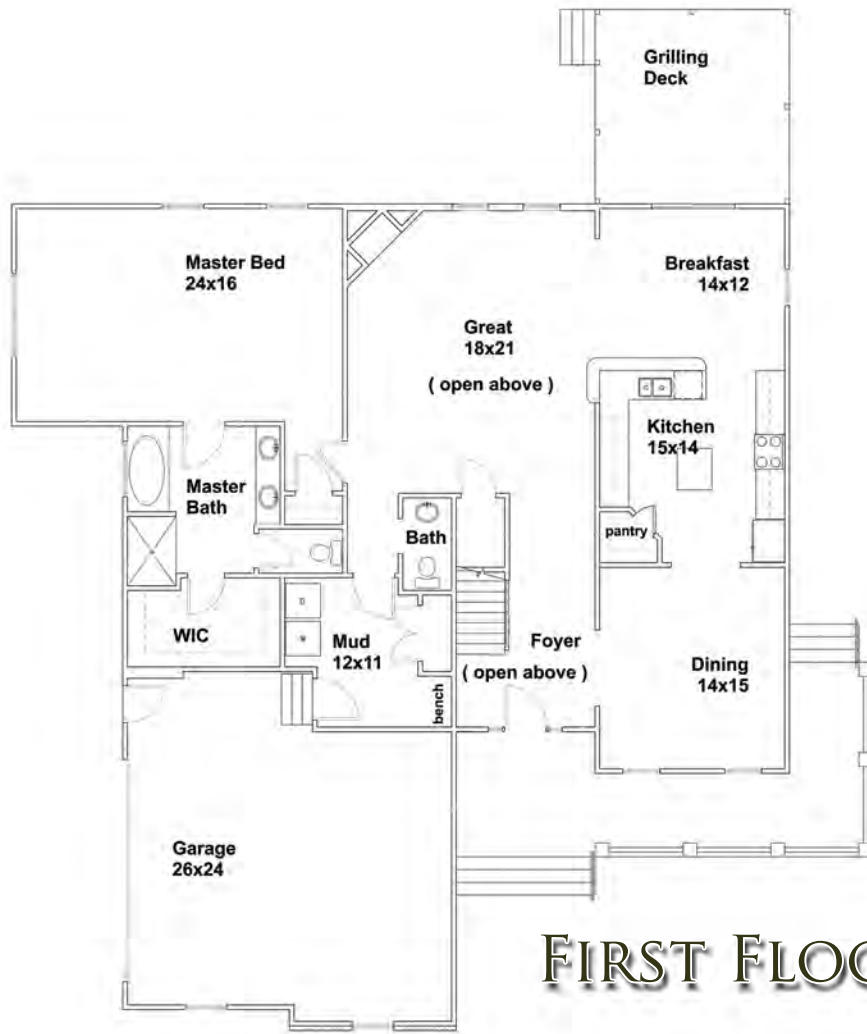 Grilling
Deck
Master Bed
24x16
Breakfast
14x12
Great
18x21
( open above )
Kitchen
15x14
Master
Bath
Bath
pantry
WIC
Mud
12x11
bench
Foyer
( open above )
Dining
14x15
Garage
26x24
FIRST FLOO